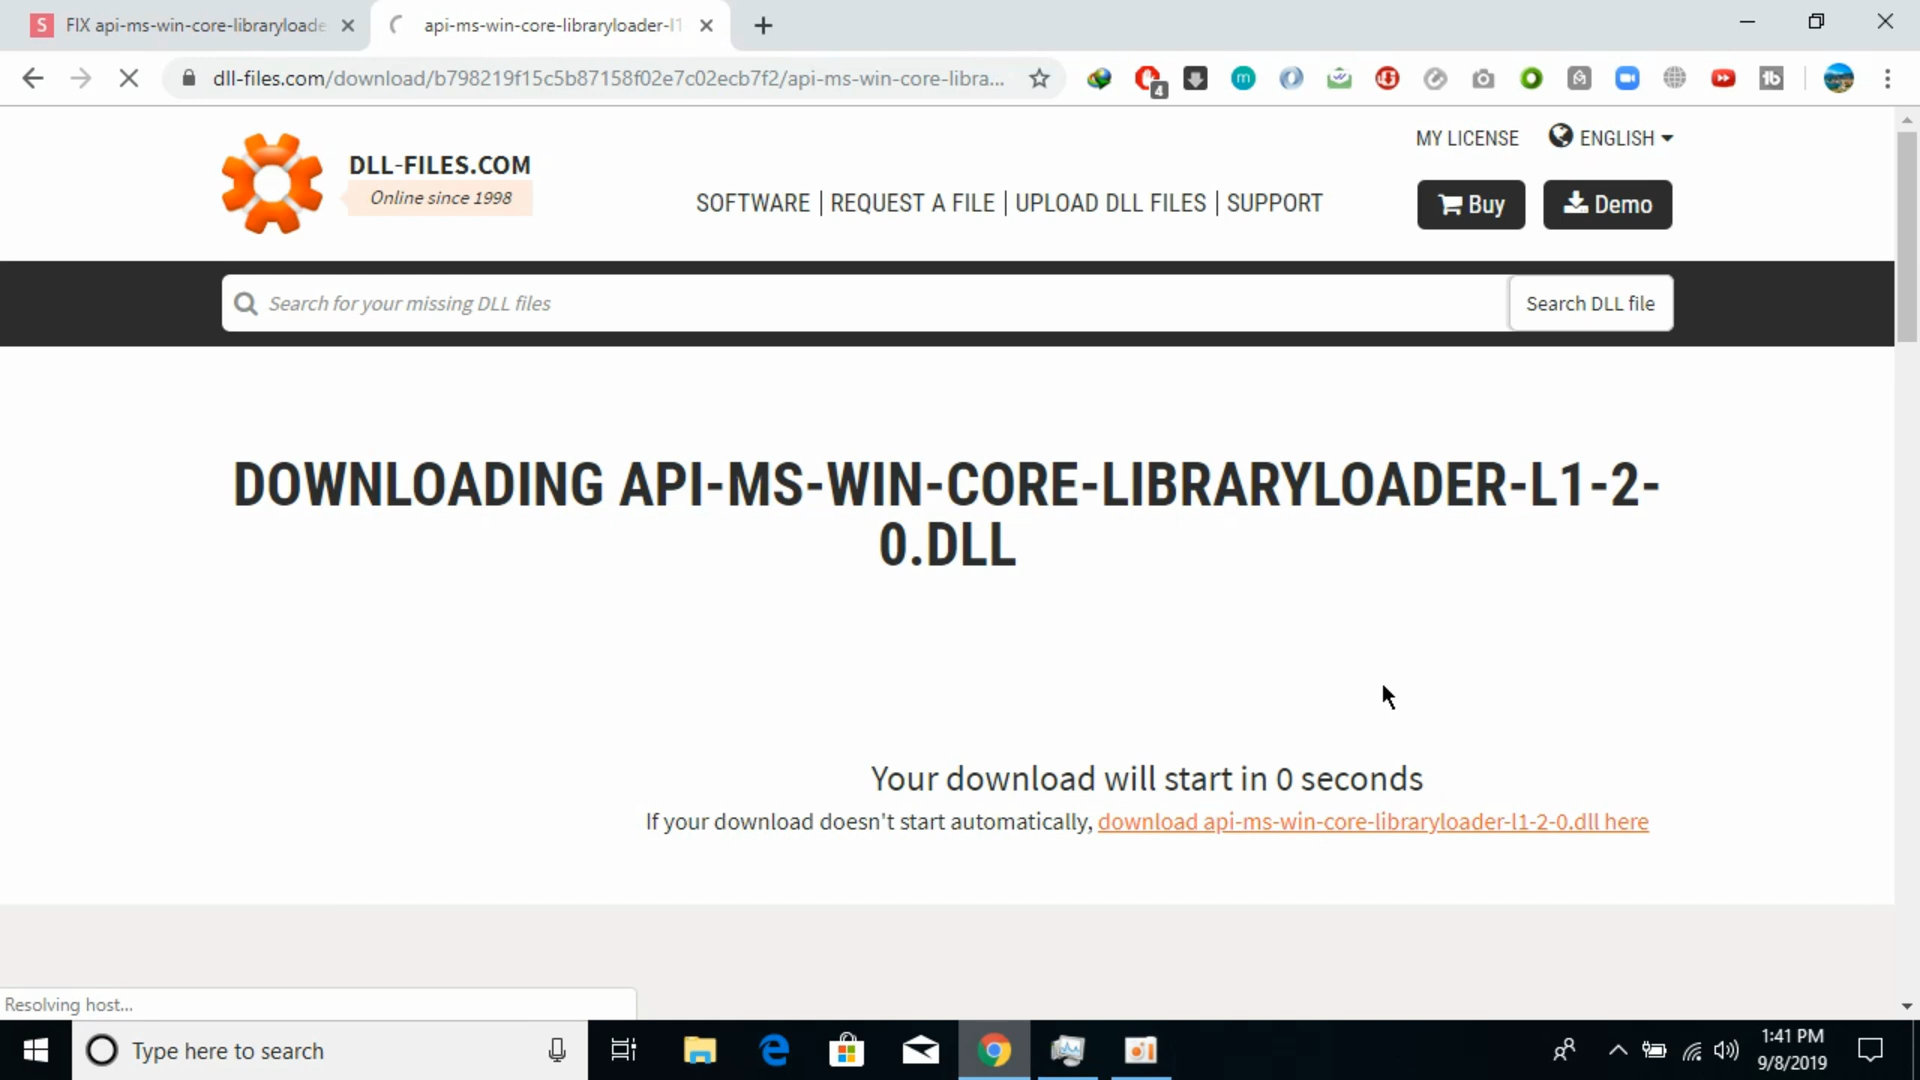 FIX api-ms-win-core-libraryloade
api-ms-win-core-libraryloader-l1
dll-files.com/download/b798219f15c5b87158f02e7c02ecb7f2/api-ms-win-core-libra...
4
m
1b
DLL-FILES.COM
Online since 1998
MY LICENSE
ENGLISH
SOFTWARE | REQUEST A FILE | UPLOAD DLL FILES | SUPPORT
Buy
Demo
Search for your missing DLL files
Search DLL file
DOWNLOADING API-MS-WIN-CORE-LIBRARYLOADER-L1-2-
0.DLL
Your download will start in 0 seconds
If your download doesn't start automatically, download api-ms-win-core-libraryloader-l1-2-0.dll here
Resolving host...
Type here to search
1:41 PM
9/8/2019